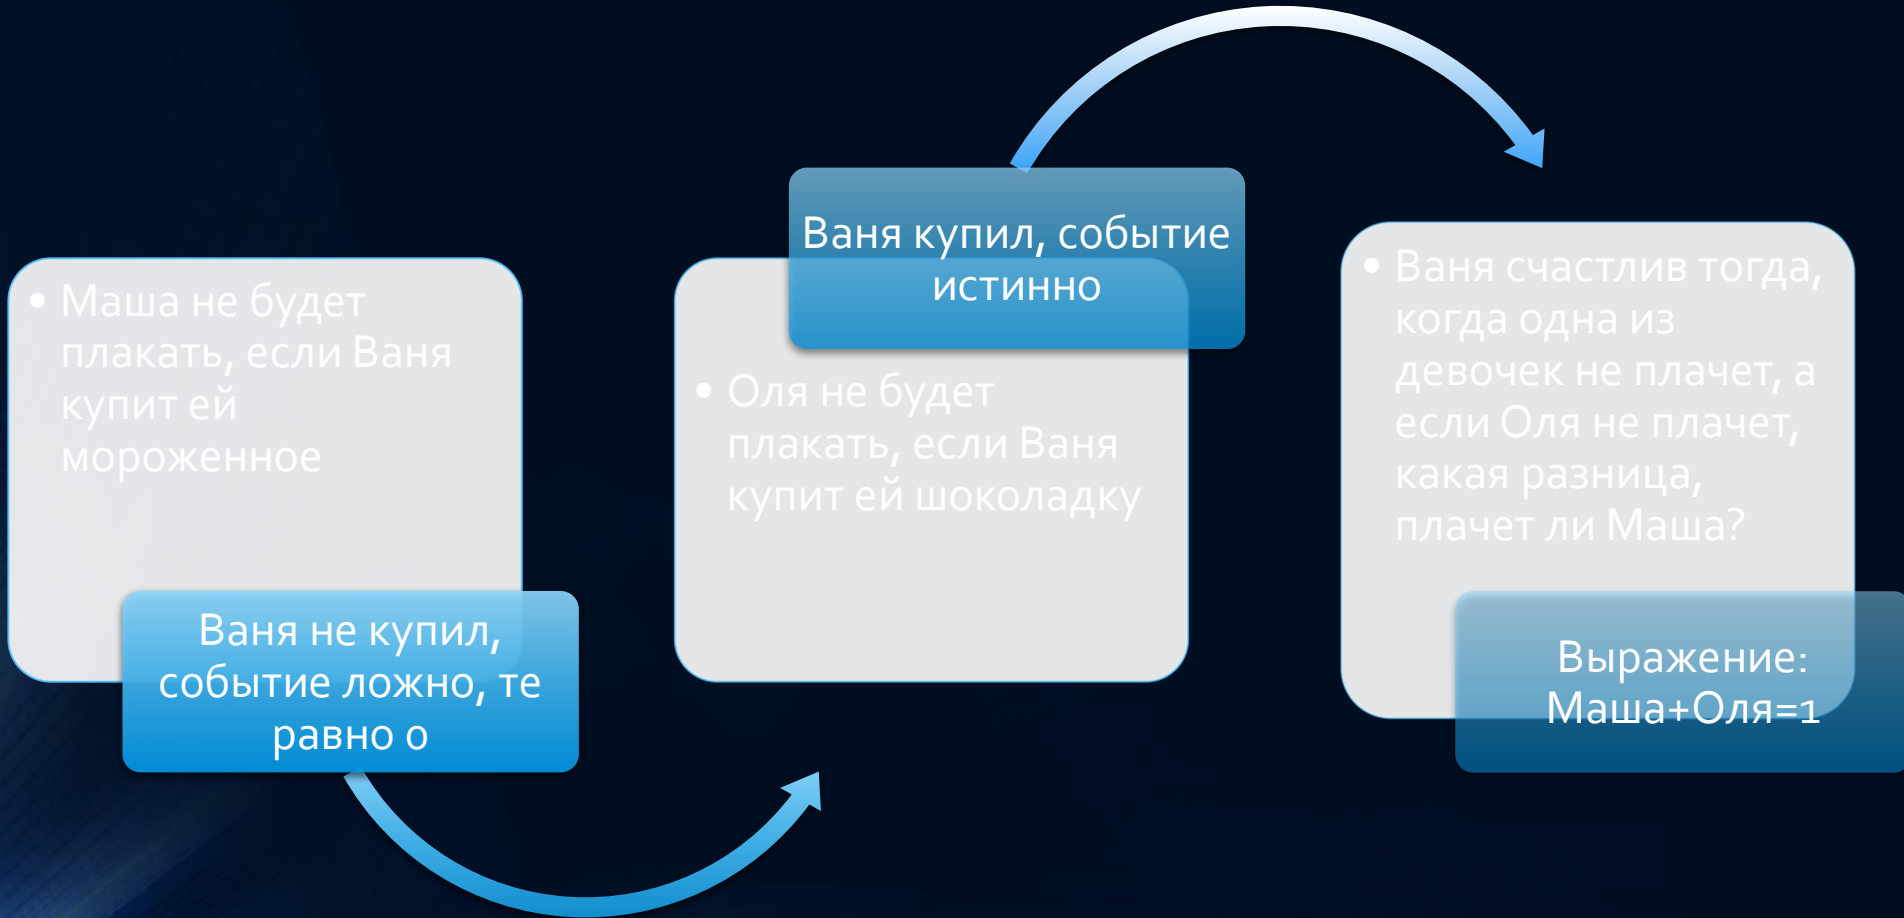 • Маша не будет
плакать, если Ваня
купит ей
мороженное
Ваня не купил,
событие ложно, те
равно 0
Ваня купил, событие
истинно
• Оля не будет
плакать, если Ваня
купит ей шоколадку
• Ваня счастлив тогда,
когда одна из
девочек не плачет, а
если Оля не плачет,
какая разница,
плачет ли Маша?
Выражение:
Маша+Оля=1